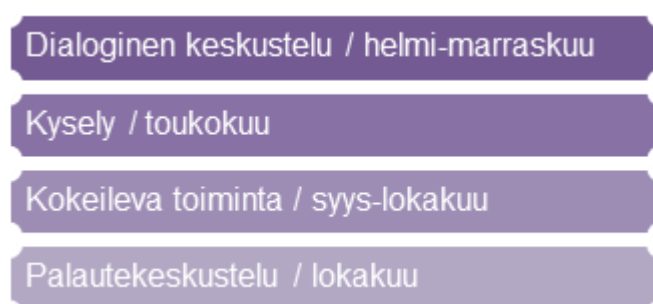 Dialoginen keskustelu / helmi-marraskuu
Kysely / toukokuu
Kokeileva toiminta / syys-lokakuu
Palautekeskustelu / lokakuu